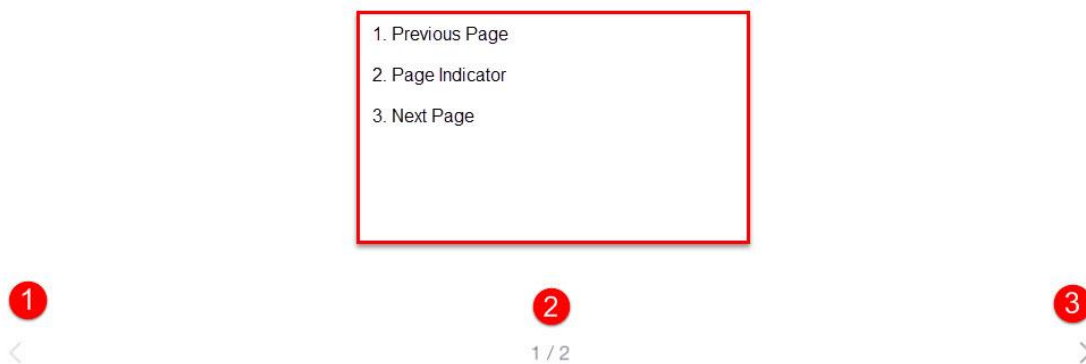 1. Previous Page
2. Page Indicator
3. Next Page
1
2
3
1 / 2